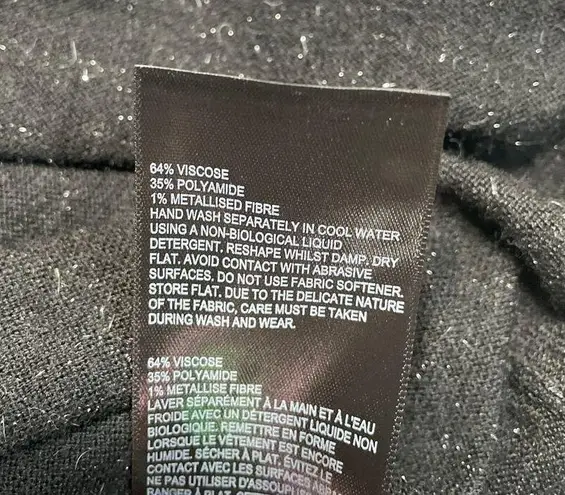 64% VISCOSE
35% POLYAMIDE
1% METALLISED FIBRE
HAND WASH SEPARATELY IN COOL WATER
USING A NON-BIOLOGICAL LIQUID
DETERGENT. RESHAPE WHILST DAMP. DRY
FLAT. AVOID CONTACT WITH ABRASIVE
SURFACES. DO NOT USE FABRIC SOFTENER.
STORE FLAT. DUE TO THE DELICATE NATURE
OF THE FABRIC, CARE MUST BE TAKEN
DURING WASH AND WEAR.
64% VISCOSE
35% POLYAMIDE
1% METALLISE FIBRE
LAVER SÉPARÉMENT À LA MAIN ET À L'EAU
FROIDE AVEC UN DÉTERGENT LIQUIDE NON
BIOLOGIQUE. REMETTRE EN FORME
LORSQUE LE VÊTEMENT EST ENCORE
HUMIDE. SÉCHER À PLAT. ÉVITEZ LE
CONTACT AVEC LES SURFACES
NE PAS UTILISER
RANGER À PLAT.